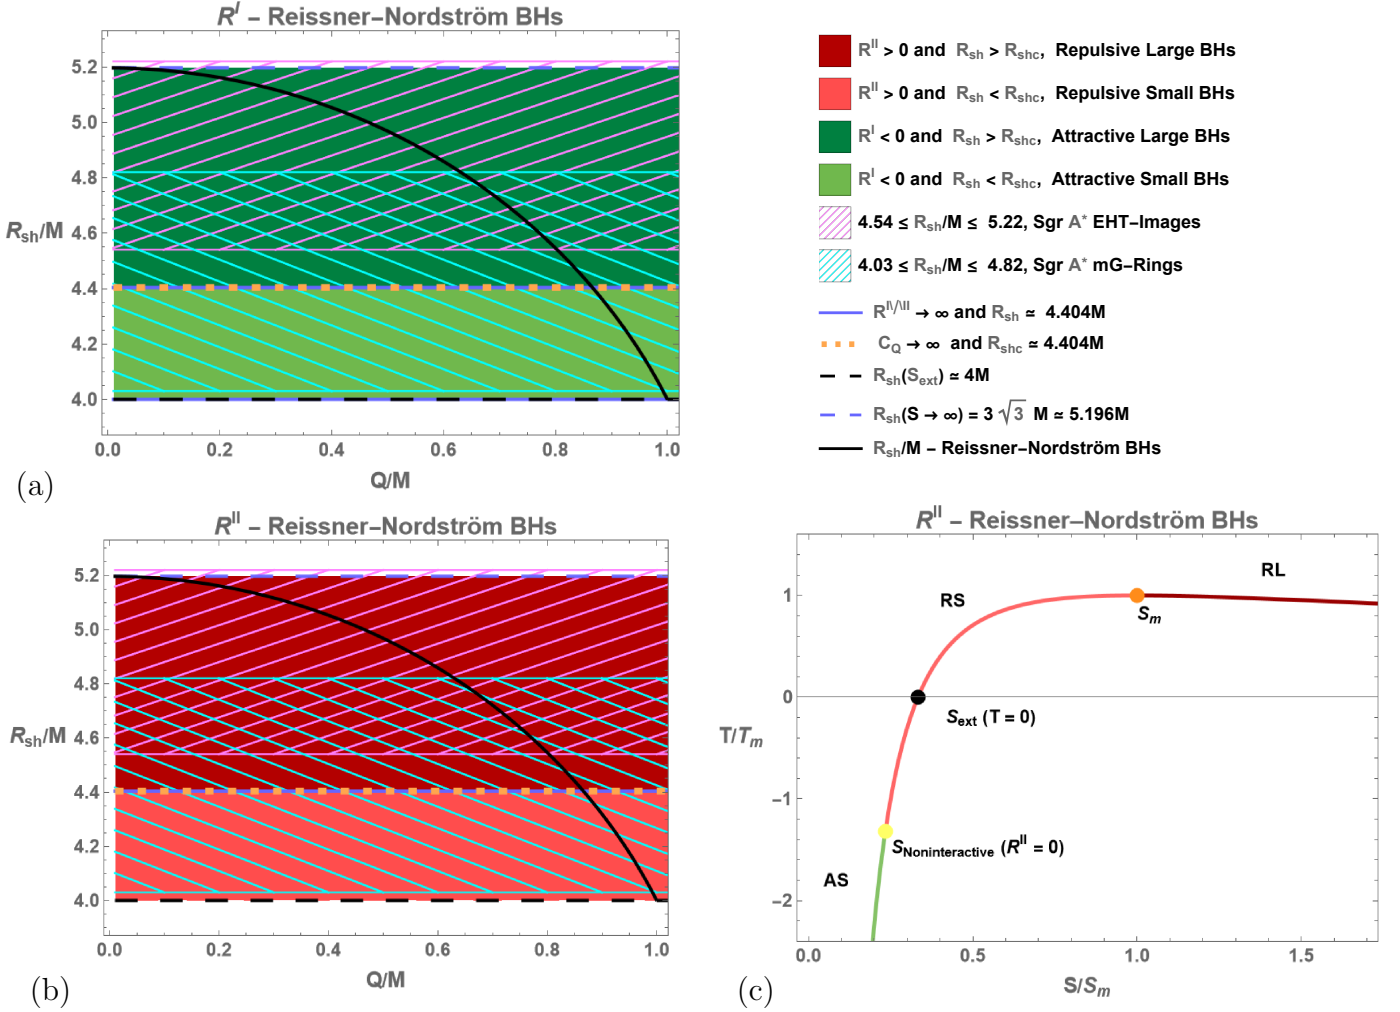 R^I – Reissner–Nordström BHs
5.2
5.0
4.8
R_sh/M 4.6
4.4
4.2
4.0
0.0 0.2 0.4 0.6 0.8 1.0
Q/M
(a)
R^II > 0 and R_sh > R_shc, Repulsive Large BHs
R^II > 0 and R_sh < R_shc, Repulsive Small BHs
R^I < 0 and R_sh > R_shc, Attractive Large BHs
R^I < 0 and R_sh < R_shc, Attractive Small BHs
4.54 ≤ R_sh/M ≤ 5.22, Sgr A* EHT–Images
4.03 ≤ R_sh/M ≤ 4.82, Sgr A* mG–Rings
R^I\/II → ∞ and R_sh ≃ 4.404M
C_Q → ∞ and R_shc ≃ 4.404M
R_sh(S_ext) ≃ 4M
R_sh(S → ∞) = 3 √3 M ≃ 5.196M
R_sh/M – Reissner–Nordström BHs
R^II – Reissner–Nordström BHs
5.2
5.0
4.8
R_sh/M 4.6
4.4
4.2
4.0
0.0 0.2 0.4 0.6 0.8 1.0
Q/M
(b)
R^II – Reissner–Nordström BHs
RL
1
RS
S_m
0
S_ext (T = 0)
T/T_m
-1
S_Noninteractive (R^II = 0)
AS
-2
0.0 0.5 1.0 1.5
S/S_m
(c)